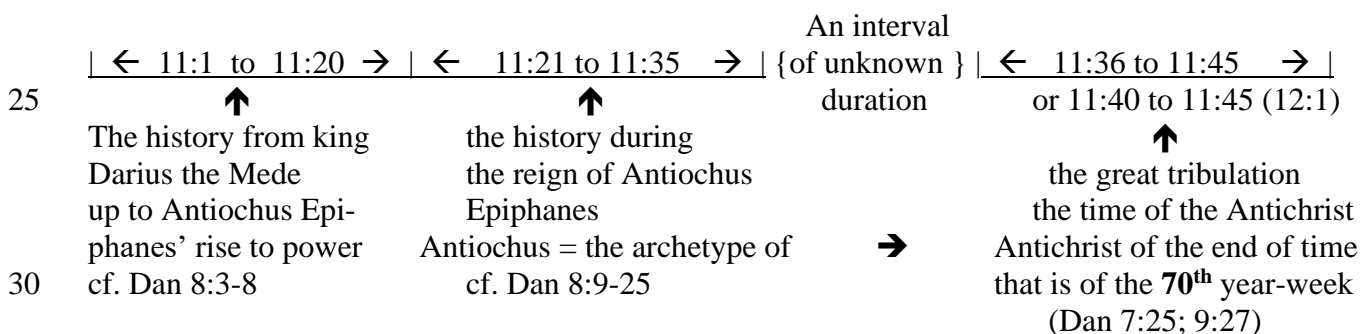 An interval
| ← 11:1 to 11:20 → | ← 11:21 to 11:35 → | {of unknown } | ← 11:36 to 11:45 → |
25 ↑ ↑ duration or 11:40 to 11:45 (12:1)
The history from king the history during ↑
Darius the Mede the reign of Antiochus the great tribulation
up to Antiochus Epi- Epiphanes the time of the Antichrist
phanes’ rise to power Antiochus = the archetype of → Antichrist of the end of time
30 cf. Dan 8:3-8 cf. Dan 8:9-25 that is of the 70th year-week
(Dan 7:25; 9:27)